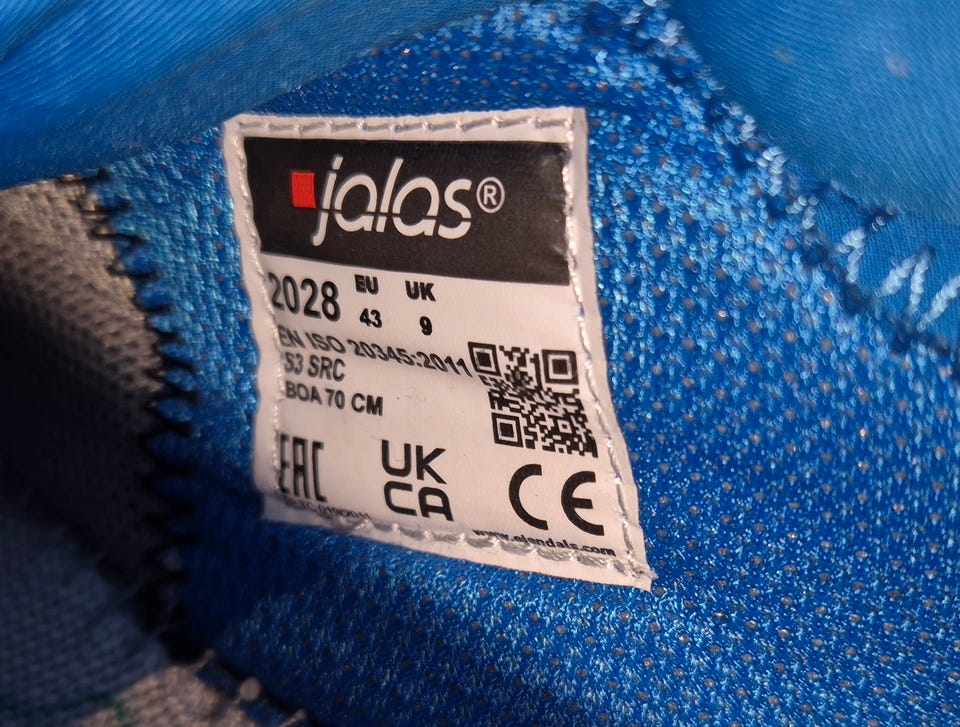 jalas®
2028 EU 43 UK 9
EN ISO 20345:2011
S3 SRC
BOA 70 CM
EAC UK CA CE
www.ejendals.com